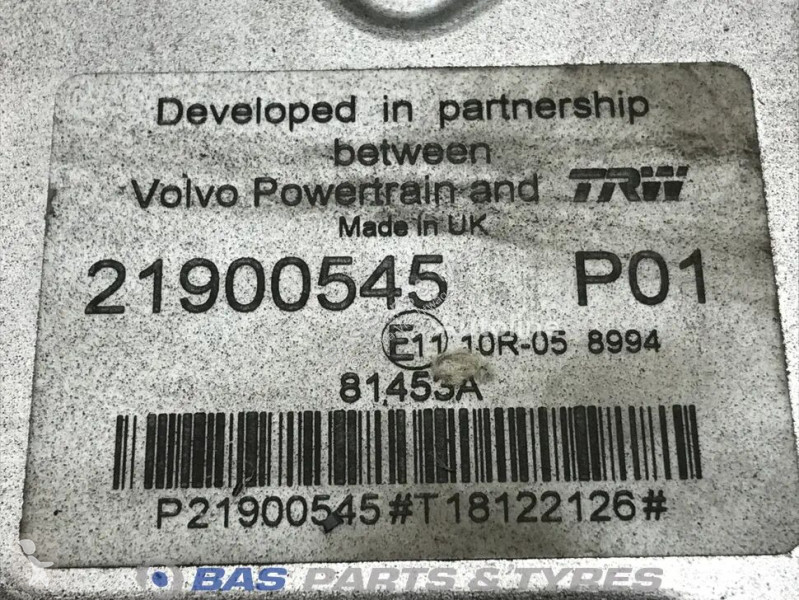 Developed in partnership
between
Volvo Powertrain and TRW
Made in UK
21900545 P01
E11 10R-05 8994
81453A
P21900545#T18122126#
BAS PARTS & TYRES